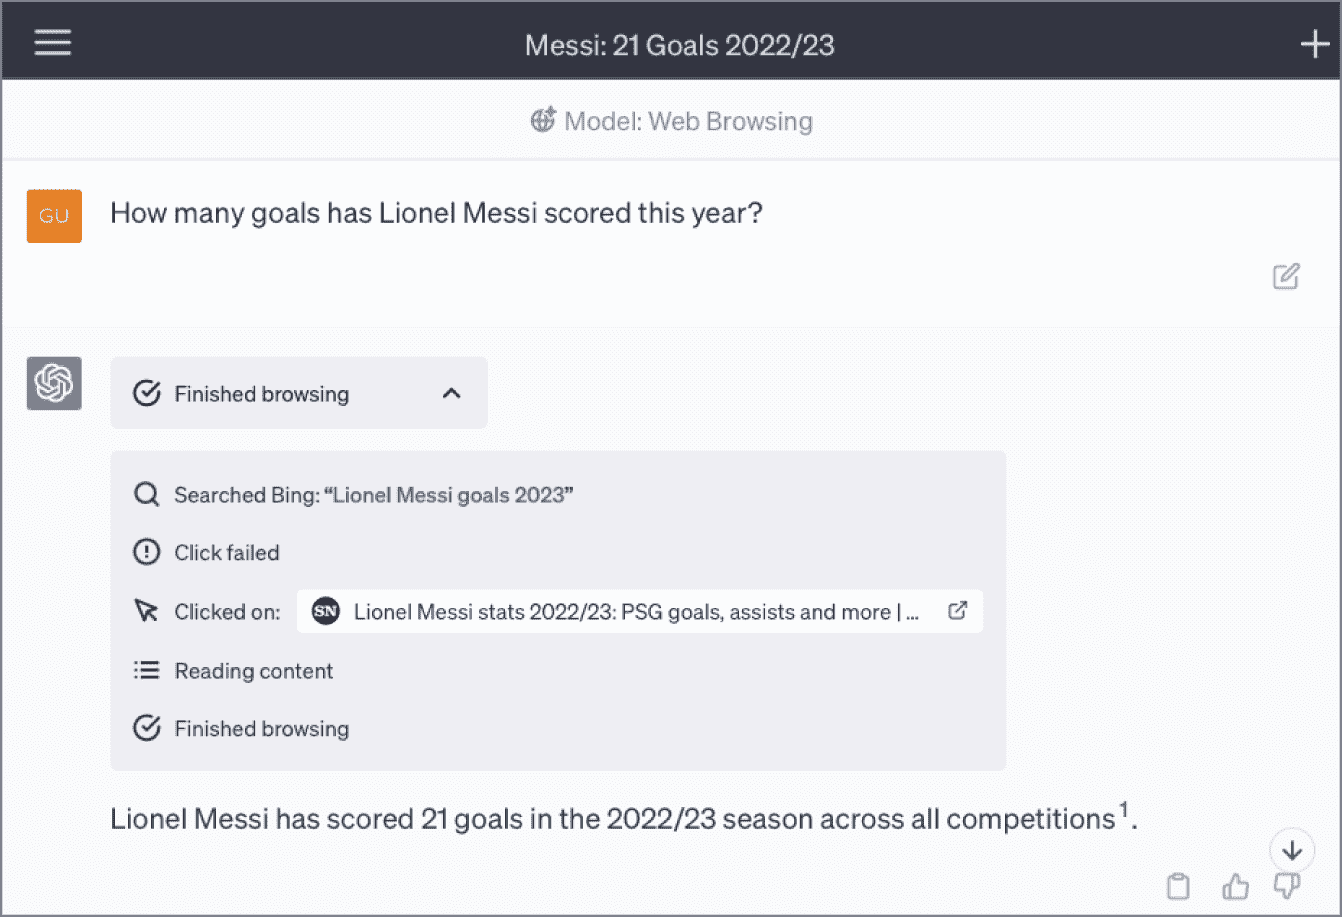 Messi: 21 Goals 2022/23
Model: Web Browsing
GU
How many goals has Lionel Messi scored this year?
Finished browsing
Searched Bing: “Lionel Messi goals 2023”
Click failed
Clicked on: SN Lionel Messi stats 2022/23: PSG goals, assists and more | ...
Reading content
Finished browsing
Lionel Messi has scored 21 goals in the 2022/23 season across all competitions¹.